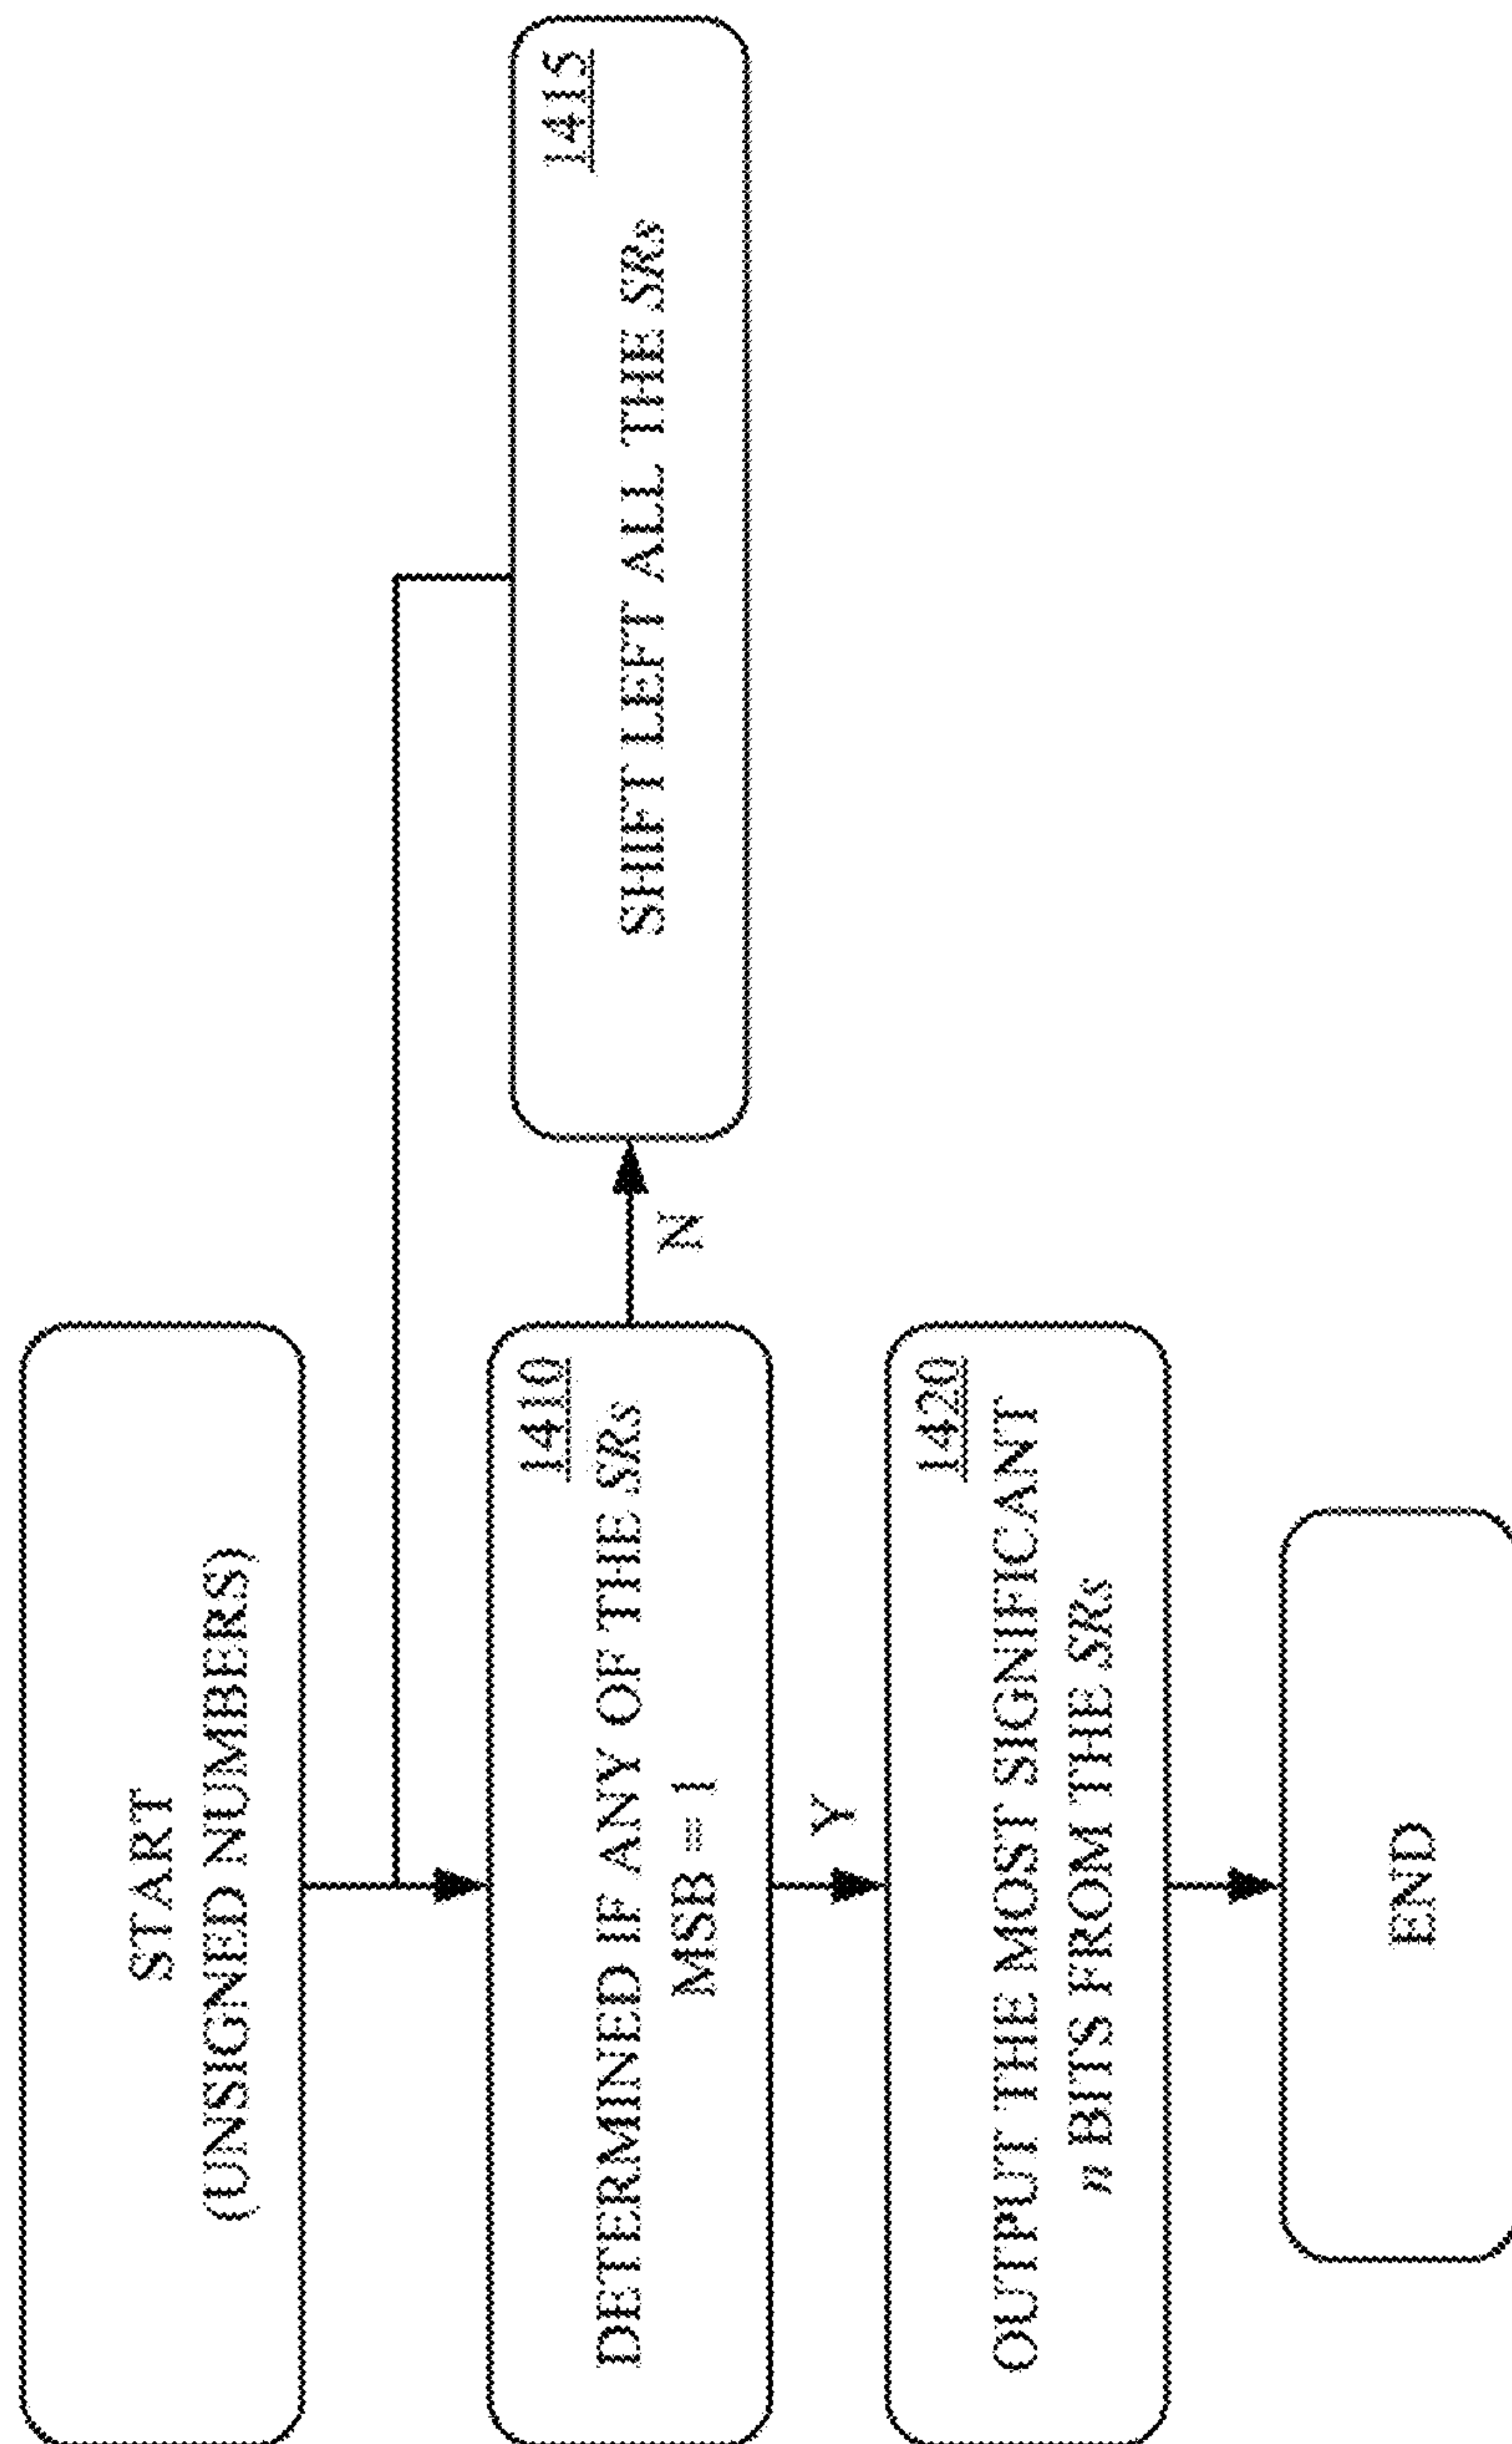 START
(UNSIGNED NUMBERS)
1410
DETERMINED IF ANY OF THE SRs
MSB = 1
N
1415
SHIFT LEFT ALL THE SRs
Y
1420
OUTPUT THE MOST SIGNIFICANT
n BITS FROM THE SRs
END